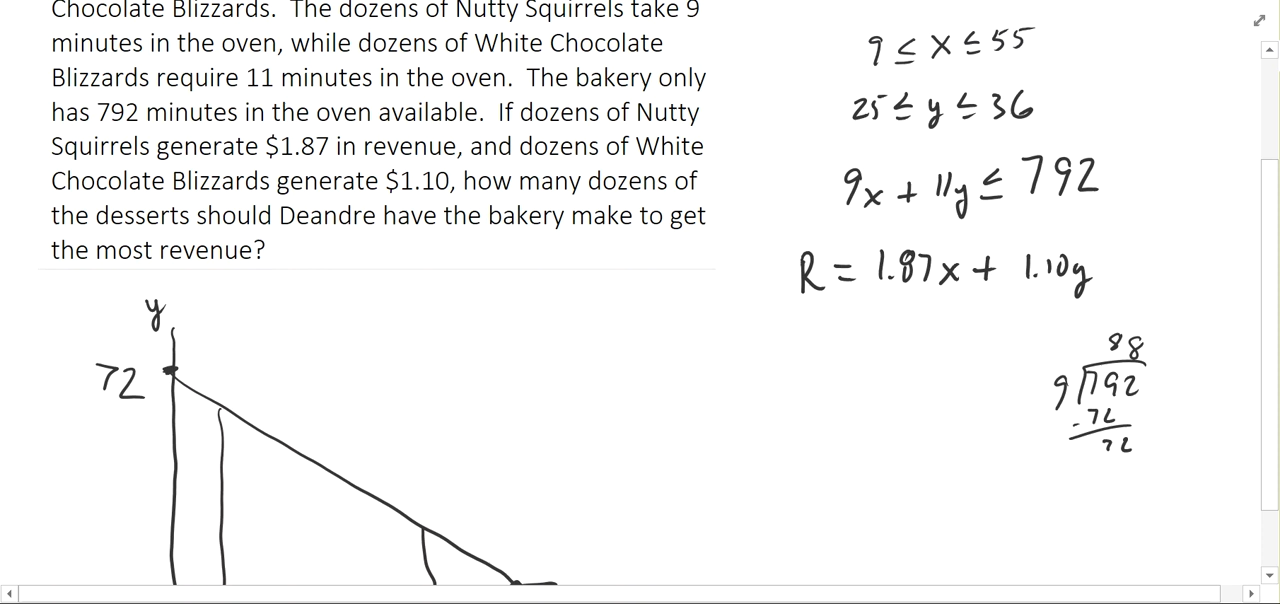 Chocolate Blizzards. The dozens of Nutty Squirrels take 9
minutes in the oven, while dozens of White Chocolate
Blizzards require 11 minutes in the oven. The bakery only
has 792 minutes in the oven available. If dozens of Nutty
Squirrels generate $1.87 in revenue, and dozens of White
Chocolate Blizzards generate $1.10, how many dozens of
the desserts should Deandre have the bakery make to get
the most revenue?
9 ≤ x ≤ 55
25 ≤ y ≤ 36
9x + 11y ≤ 792
R = 1.87x + 1.10y
y
72
88
9)792
-72
72